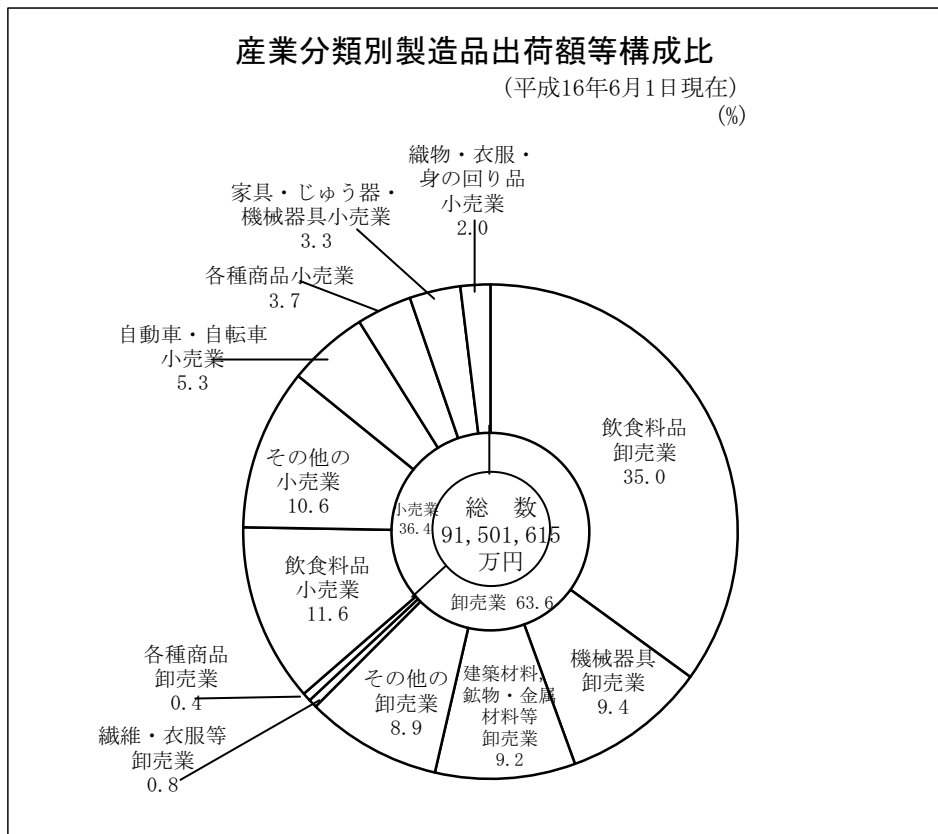 産業分類別製造品出荷額等構成比
(平成16年6月1日現在)
(%)
織物・衣服・
身の回り品
小売業
2.0
家具・じゅう器・
機械器具小売業
3.3
各種商品小売業
3.7
自動車・自転車
小売業
5.3
その他の
小売業
10.6
飲食料品
小売業
11.6
各種商品
卸売業
0.4
繊維・衣服等
卸売業
0.8
その他の
卸売業
8.9
建築材料,
鉱物・金属
材料等
卸売業
9.2
機械器具
卸売業
9.4
飲食料品
卸売業
35.0
小売業
36.4
総 数
91,501,615
万円
卸売業 63.6